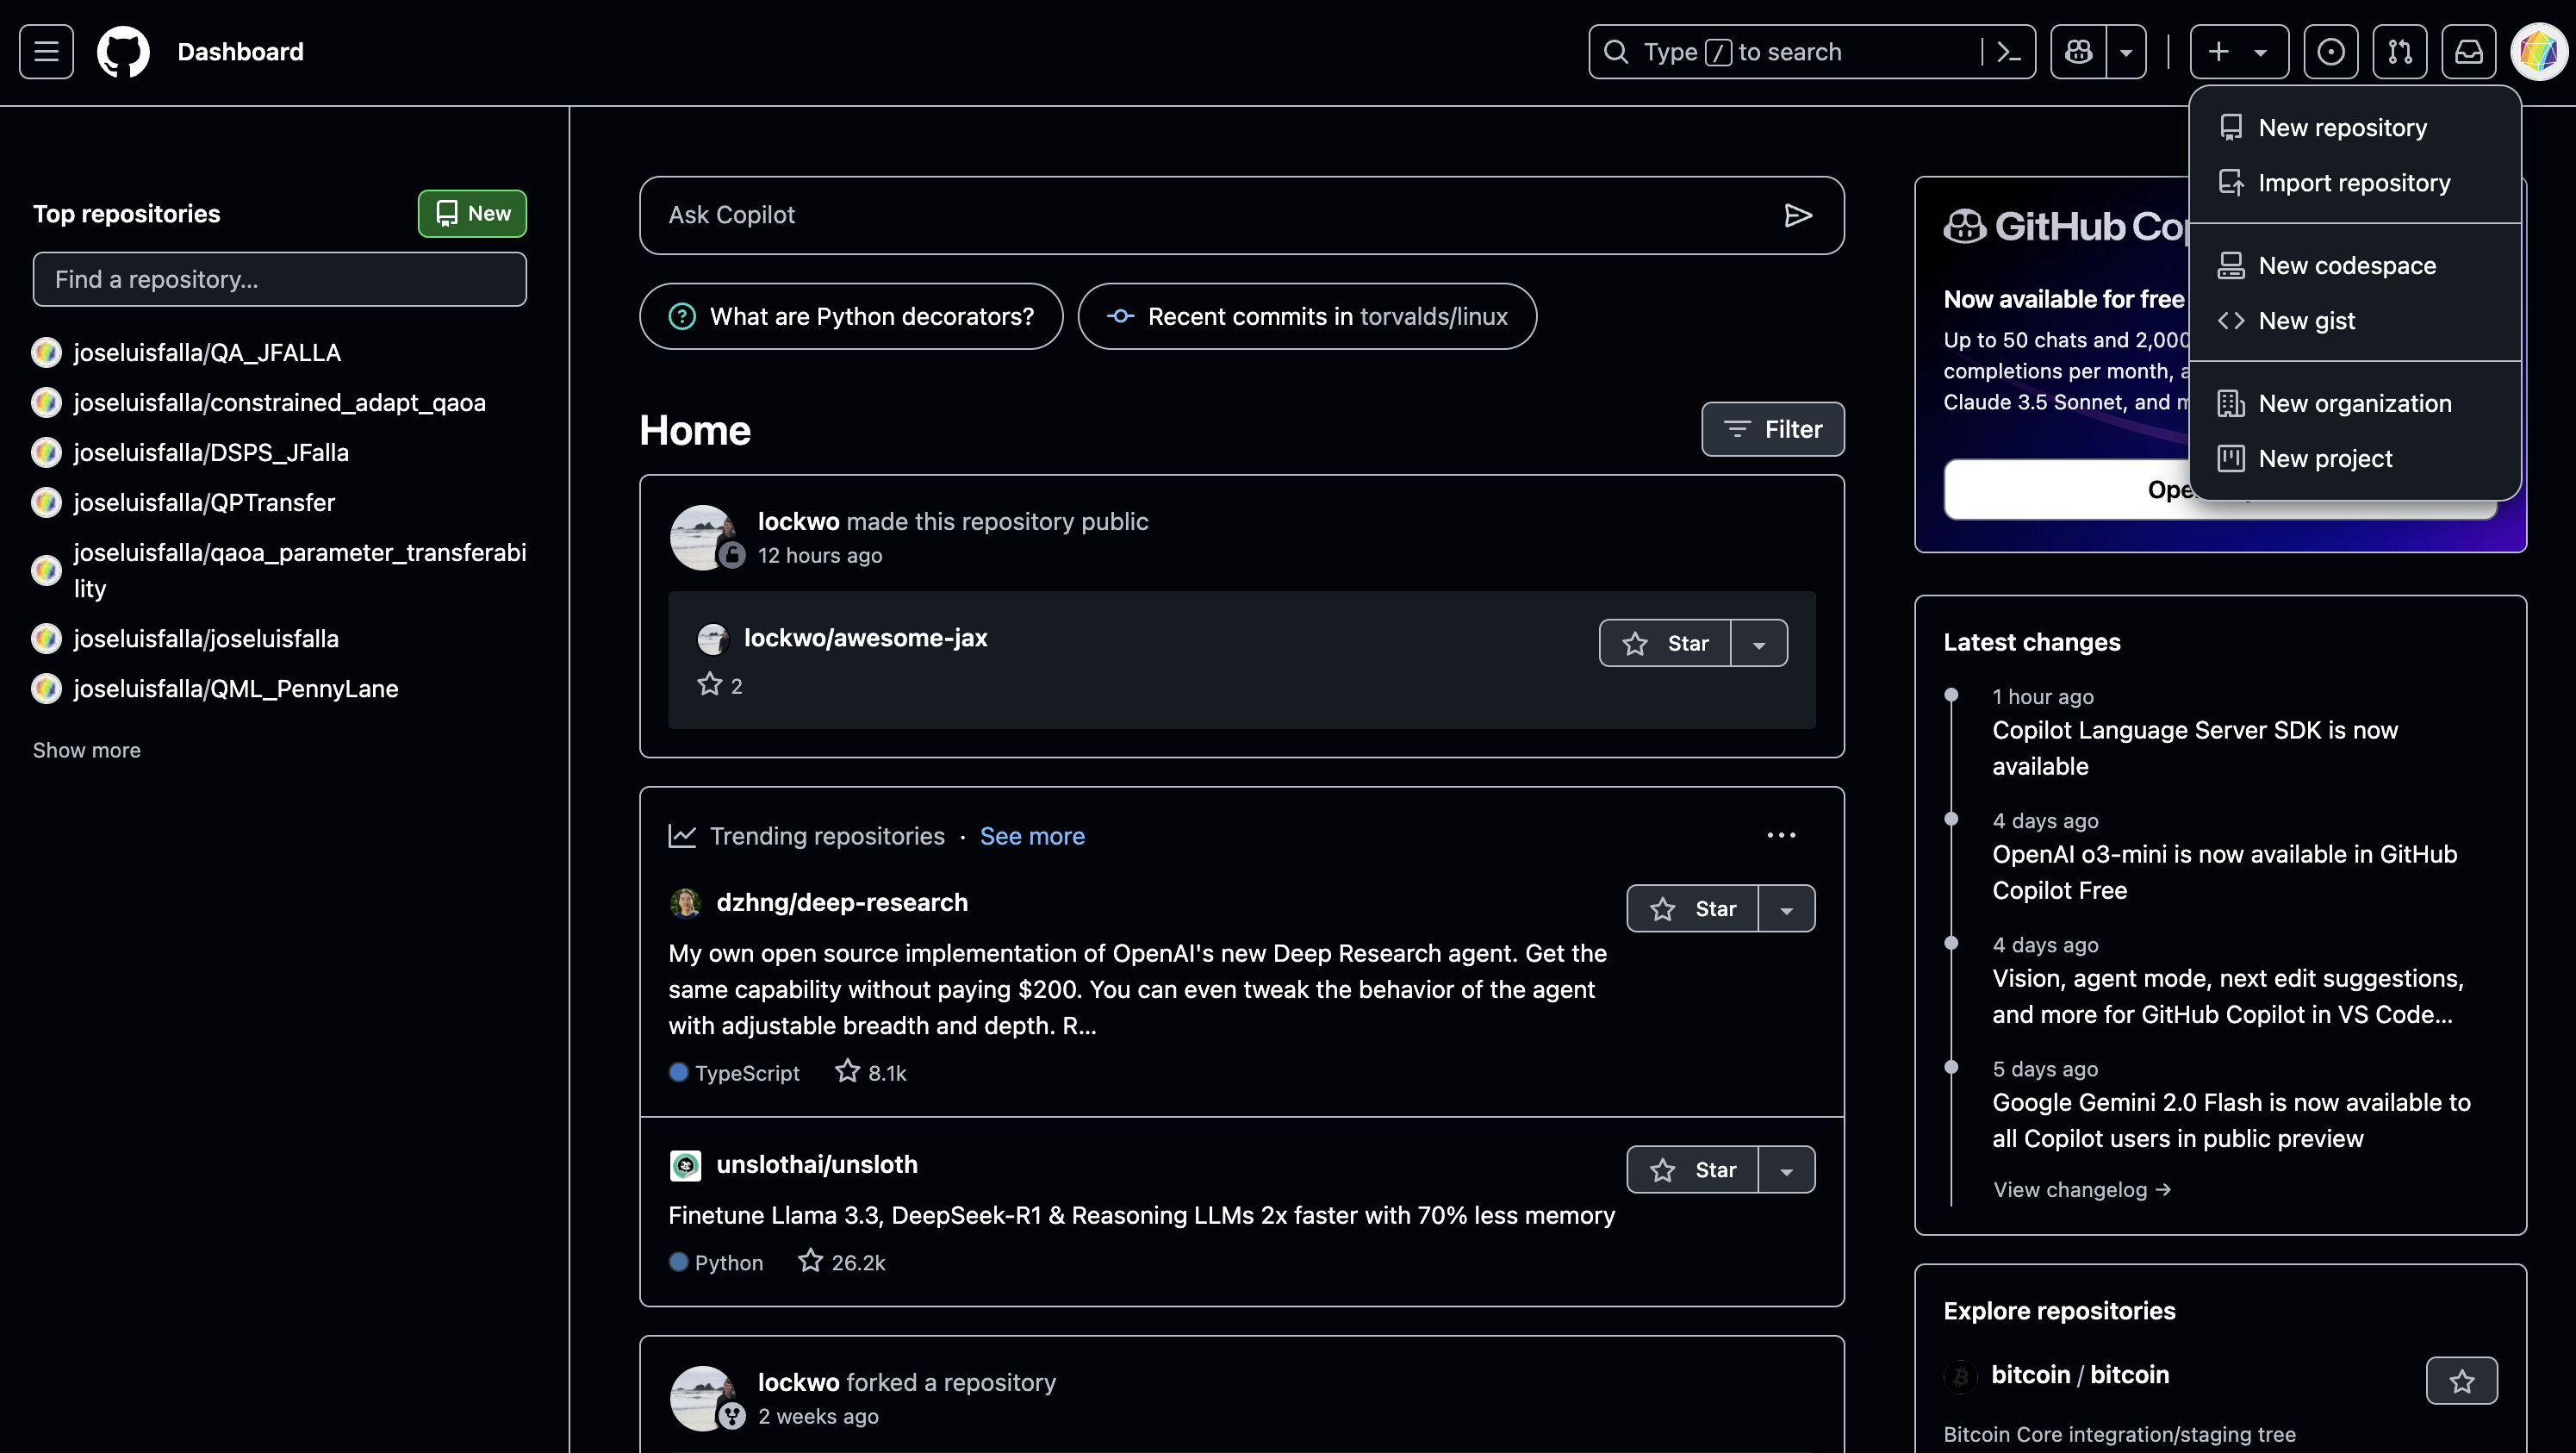 Dashboard
Type / to search
Top repositories
New
Find a repository...
joseluisfalla/QA_JFALLA
joseluisfalla/constrained_adapt_qaoa
joseluisfalla/DSPS_JFalla
joseluisfalla/QPTransfer
joseluisfalla/qaoa_parameter_transferabi
lity
joseluisfalla/joseluisfalla
joseluisfalla/QML_PennyLane
Show more
Ask Copilot
What are Python decorators?
Recent commits in torvalds/linux
Home
Filter
lockwo made this repository public
12 hours ago
lockwo/awesome-jax
Star
2
Trending repositories · See more
dzhng/deep-research
Star
My own open source implementation of OpenAI's new Deep Research agent. Get the
same capability without paying $200. You can even tweak the behavior of the agent
with adjustable breadth and depth. R...
TypeScript 8.1k
unslothai/unsloth
Star
Finetune Llama 3.3, DeepSeek-R1 & Reasoning LLMs 2x faster with 70% less memory
Python 26.2k
lockwo forked a repository
2 weeks ago
New repository
Import repository
New codespace
New gist
New organization
New project
GitHub Cop
Now available for free
Up to 50 chats and 2,000
completions per month, a
Claude 3.5 Sonnet, and m
Ope
Latest changes
1 hour ago
Copilot Language Server SDK is now
available
4 days ago
OpenAI o3-mini is now available in GitHub
Copilot Free
4 days ago
Vision, agent mode, next edit suggestions,
and more for GitHub Copilot in VS Code...
5 days ago
Google Gemini 2.0 Flash is now available to
all Copilot users in public preview
View changelog →
Explore repositories
bitcoin / bitcoin
Bitcoin Core integration/staging tree